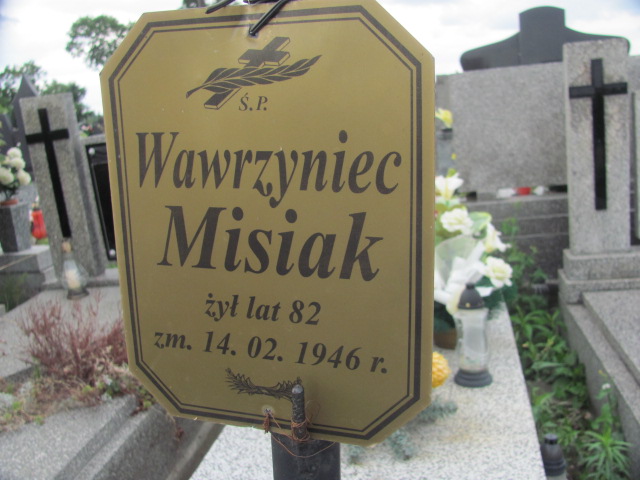 Ś.P.
Wawrzyniec
Misiak
żył lat 82
zm. 14. 02. 1946 r.